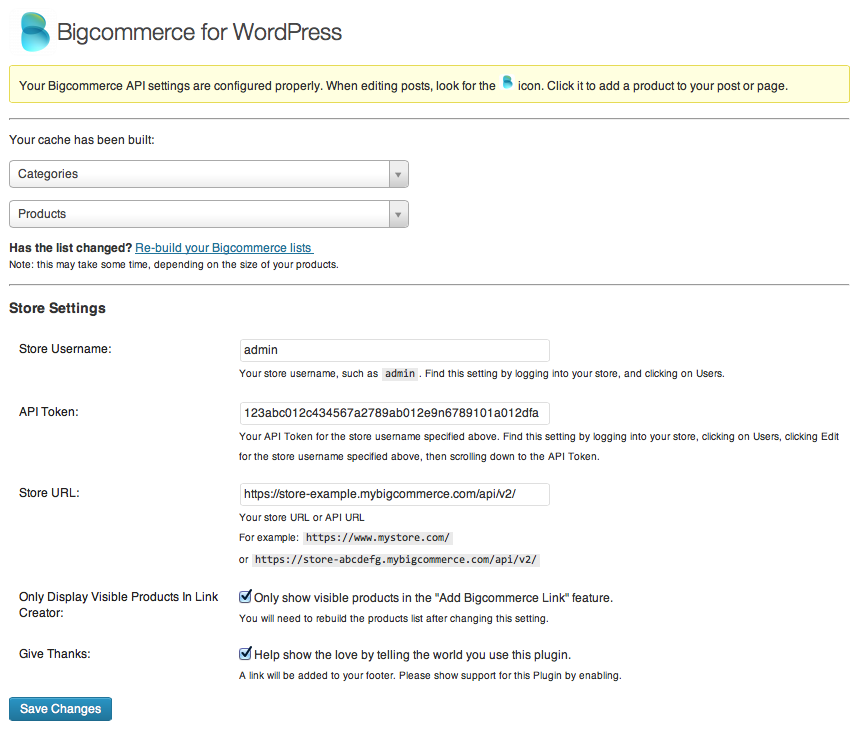 Bigcommerce for WordPress
Your Bigcommerce API settings are configured properly. When editing posts, look for the icon. Click it to add a product to your post or page.
Your cache has been built:
Categories
Products
Has the list changed? Re-build your Bigcommerce lists
Note: this may take some time, depending on the size of your products.
Store Settings
Store Username:
admin
Your store username, such as admin . Find this setting by logging into your store, and clicking on Users.
API Token:
123abc012c434567a2789ab012e9n6789101a012dfa
Your API Token for the store username specified above. Find this setting by logging into your store, clicking on Users, clicking Edit
for the store username specified above, then scrolling down to the API Token.
Store URL:
https://store-example.mybigcommerce.com/api/v2/
Your store URL or API URL
For example: https://www.mystore.com/
or https://store-abcdefg.mybigcommerce.com/api/v2/
Only Display Visible Products In Link
Creator:
Only show visible products in the "Add Bigcommerce Link" feature.
You will need to rebuild the products list after changing this setting.
Give Thanks:
Help show the love by telling the world you use this plugin.
A link will be added to your footer. Please show support for this Plugin by enabling.
Save Changes